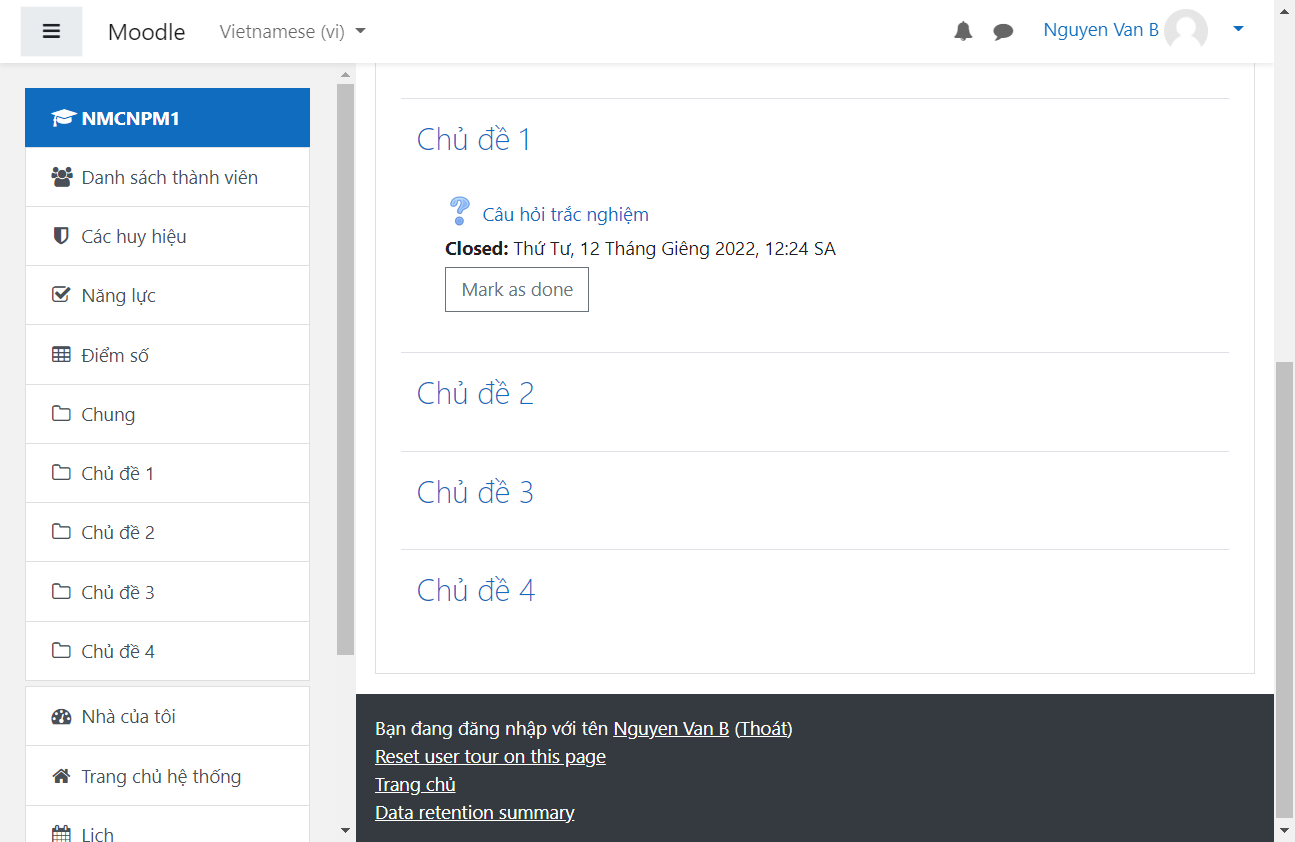 Moodle
Vietnamese (vi)
Nguyen Van B
NMCNPM1
Danh sách thành viên
Các huy hiệu
Năng lực
Điểm số
Chung
Chủ đề 1
Chủ đề 2
Chủ đề 3
Chủ đề 4
Nhà của tôi
Trang chủ hệ thống
Lịch
Chủ đề 1
Câu hỏi trắc nghiệm
Closed: Thứ Tư, 12 Tháng Giêng 2022, 12:24 SA
Mark as done
Chủ đề 2
Chủ đề 3
Chủ đề 4
Bạn đang đăng nhập với tên Nguyen Van B (Thoát)
Reset user tour on this page
Trang chủ
Data retention summary